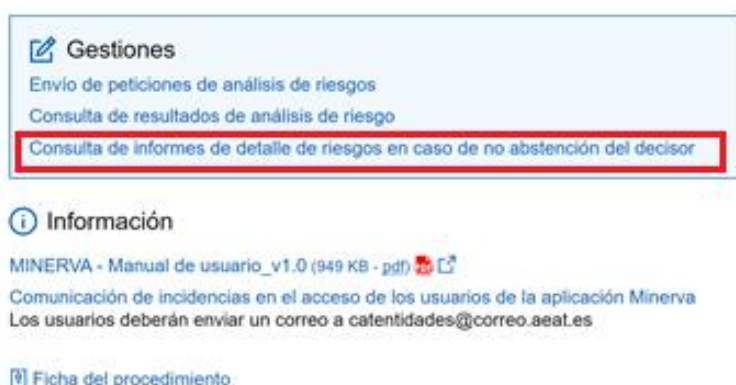 Gestiones
Envío de peticiones de análisis de riesgos
Consulta de resultados de análisis de riesgo
Consulta de informes de detalle de riesgos en caso de no abstención del decisor
Información
MINERVA - Manual de usuario_v1.0 (949 KB - pdf)
Comunicación de incidencias en el acceso de los usuarios de la aplicación Minerva
Los usuarios deberán enviar un correo a catentidades@correo.aeat.es
Ficha del procedimiento